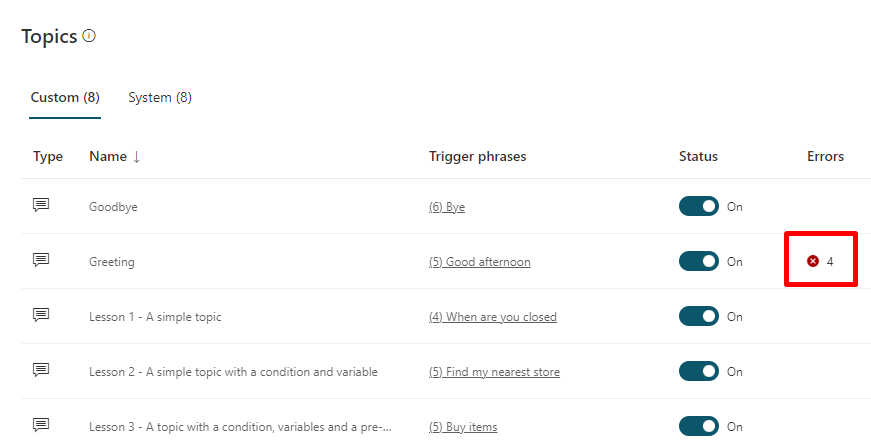 Topics
Custom (8) System (8)
Type Name ↓ Trigger phrases Status Errors
Goodbye (6) Bye On
Greeting (5) Good afternoon On 4
Lesson 1 - A simple topic (4) When are you closed On
Lesson 2 - A simple topic with a condition and variable (5) Find my nearest store On
Lesson 3 - A topic with a condition, variables and a pre-... (5) Buy items On